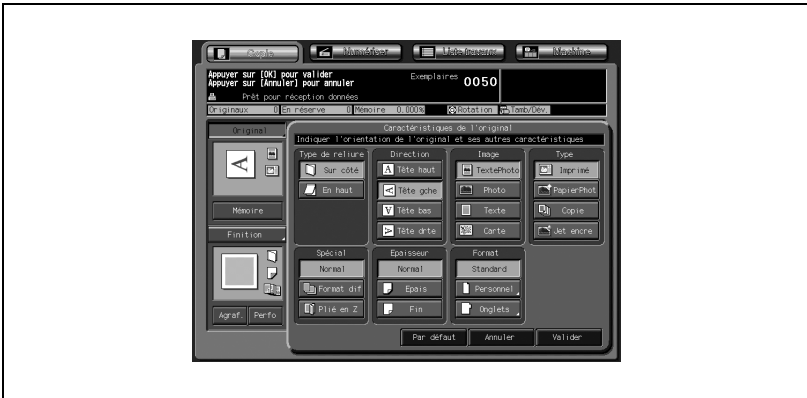 Copie Numériser Liste travaux Machine
Appuyer sur [OK] pour valider
Appuyer sur [Annuler] pour annuler
Exemplaires 0050
Prêt pour réception données
Originaux 0 En réserve 0 Memoire 0.000% Rotation Tamb/Dév.
Original
Caractéristiques de l'original
Indiquer l'orientation de l'original et ses autres caractéristiques
Type de reliure Direction Image Type
Sur côté Tête haut TextePhoto Imprimé
En haut Tête gche Photo PapierPhot
Tête bas Texte Copie
Tête drte Carte Jet encre
Mémoire
Finition
Spécial Epaisseur Format
Normal Normal Standard
Format dif Epais Personnel
Plié en Z Fin Onglets
Agraf. Perfo
Par défaut Annuler Valider